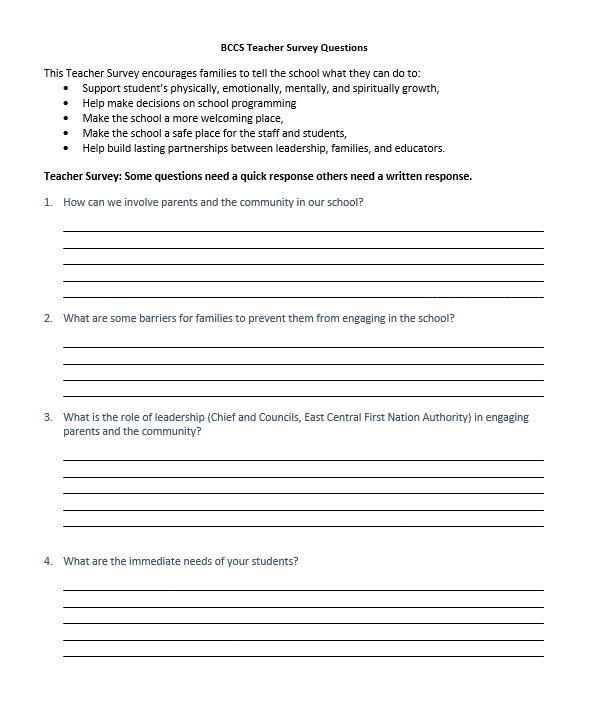 BCCS Teacher Survey Questions
This Teacher Survey encourages families to tell the school what they can do to:
• Support student's physically, emotionally, mentally, and spiritually growth,
• Help make decisions on school programming
• Make the school a more welcoming place,
• Make the school a safe place for the staff and students,
• Help build lasting partnerships between leadership, families, and educators.
Teacher Survey: Some questions need a quick response others need a written response.
1. How can we involve parents and the community in our school?
2. What are some barriers for families to prevent them from engaging in the school?
3. What is the role of leadership (Chief and Councils, East Central First Nation Authority) in engaging
parents and the community?
4. What are the immediate needs of your students?